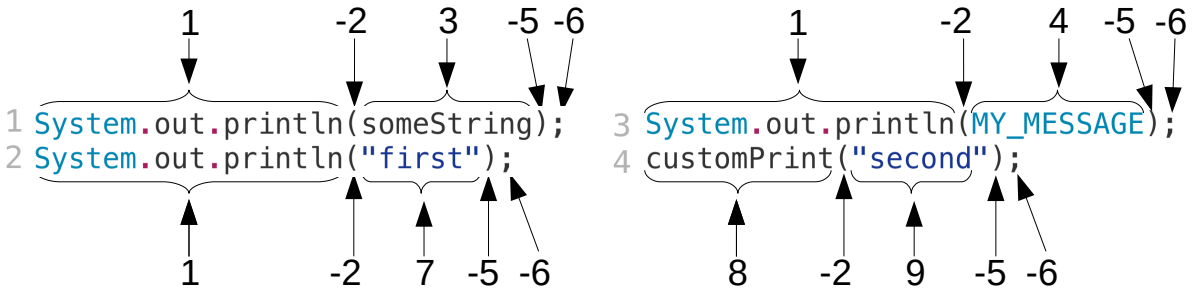 1 -2 3 -5 -6
1 System.out.println(someString);
2 System.out.println("first");
1 -2 7 -5 -6
1 -2 4 -5 -6
3 System.out.println(MY_MESSAGE);
4 customPrint("second");
8 -2 9 -5 -6